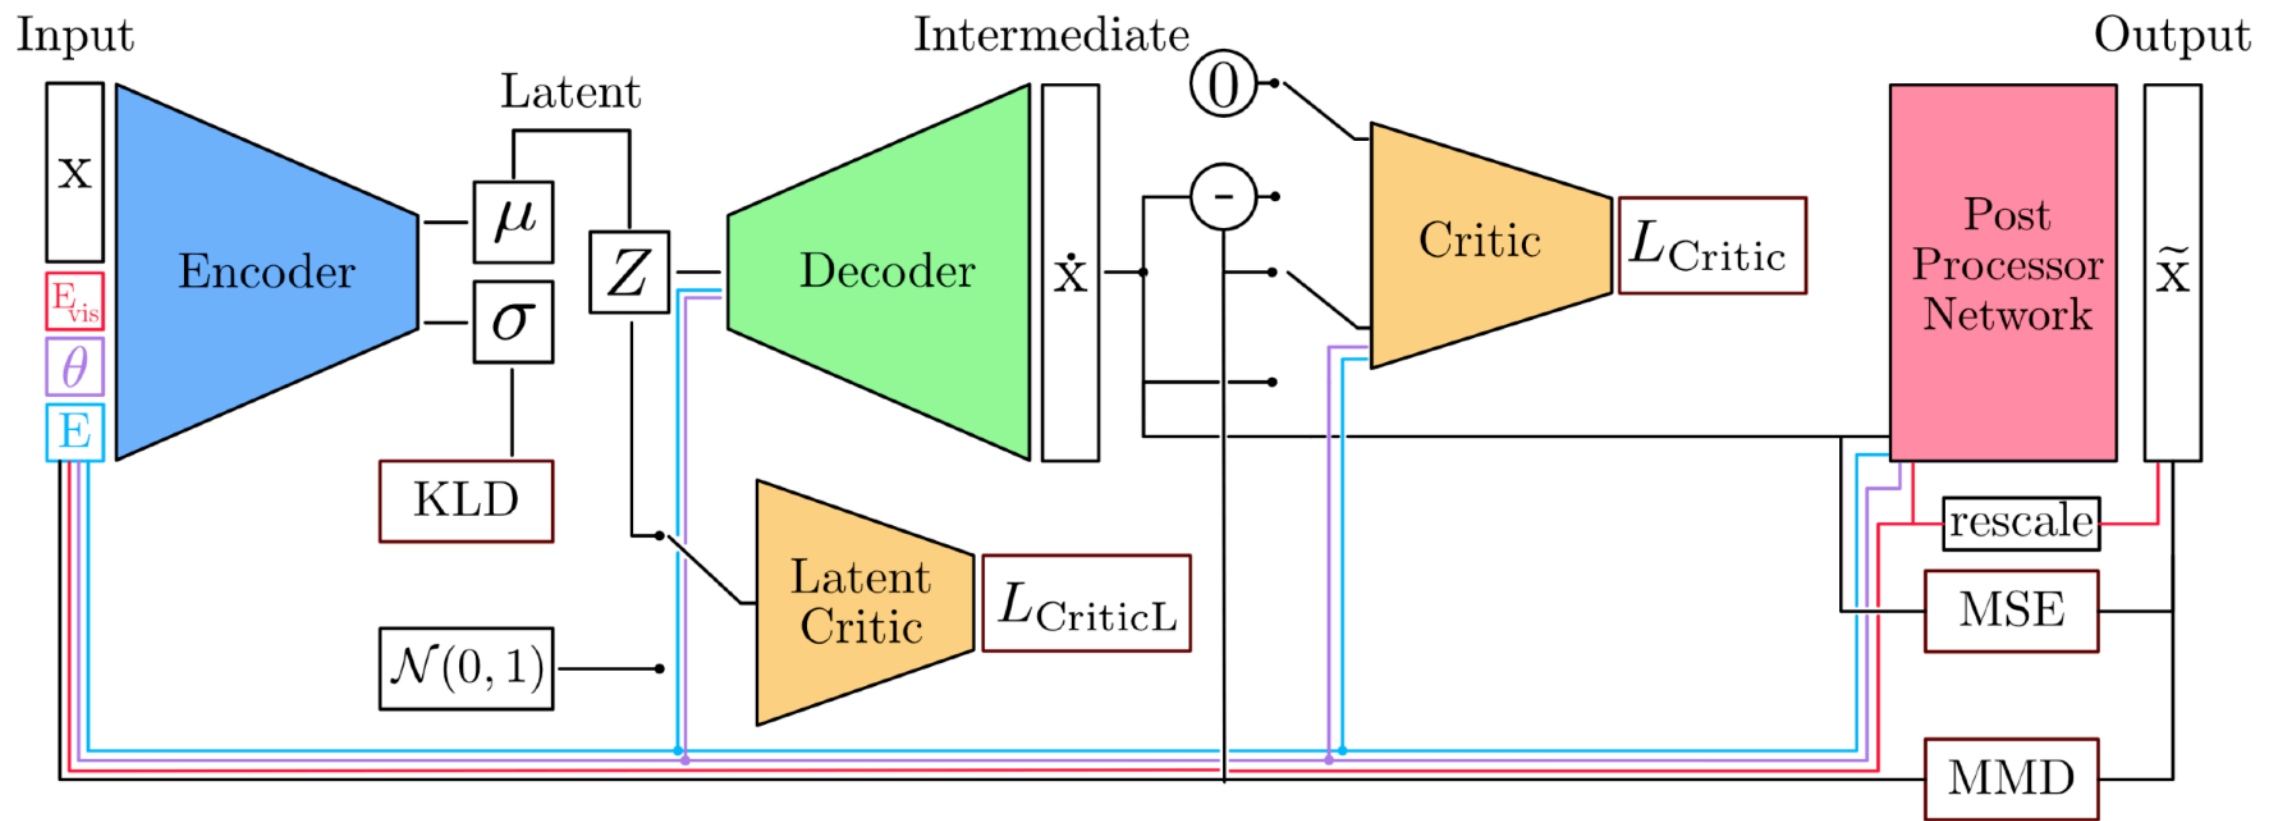 Input
Latent
Intermediate
Output
x
E_vis
θ
E
Encoder
μ
σ
KLD
Z
N(0, 1)
Decoder
ẋ
Latent
Critic
L_CriticL
0
-
Critic
L_Critic
Post
Processor
Network
x̃
rescale
MSE
MMD